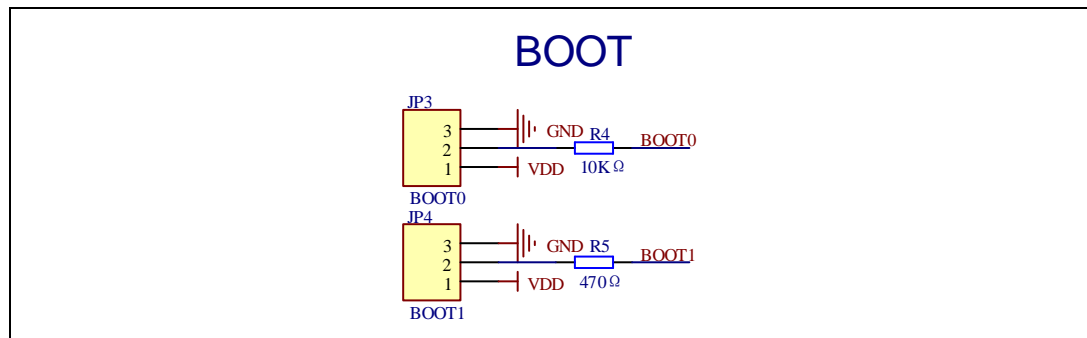 BOOT
JP3
3
GND
R4
BOOT0
2
1
VDD
10KΩ
BOOT0
JP4
3
GND
R5
BOOT1
2
1
VDD
470Ω
BOOT1